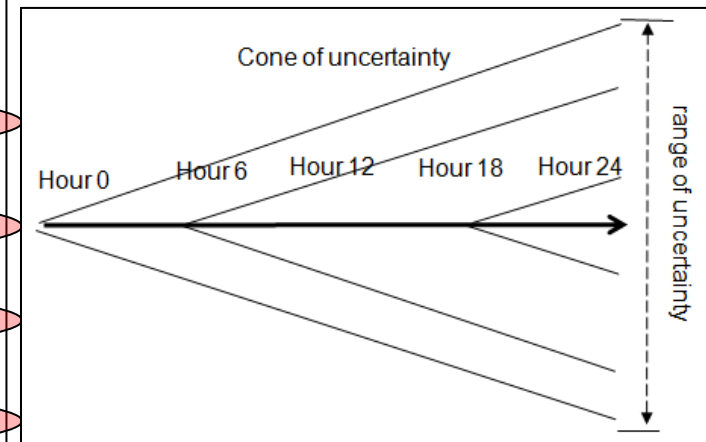 Cone of uncertainty
Hour 0
Hour 6
Hour 12
Hour 18
Hour 24
range of uncertainty